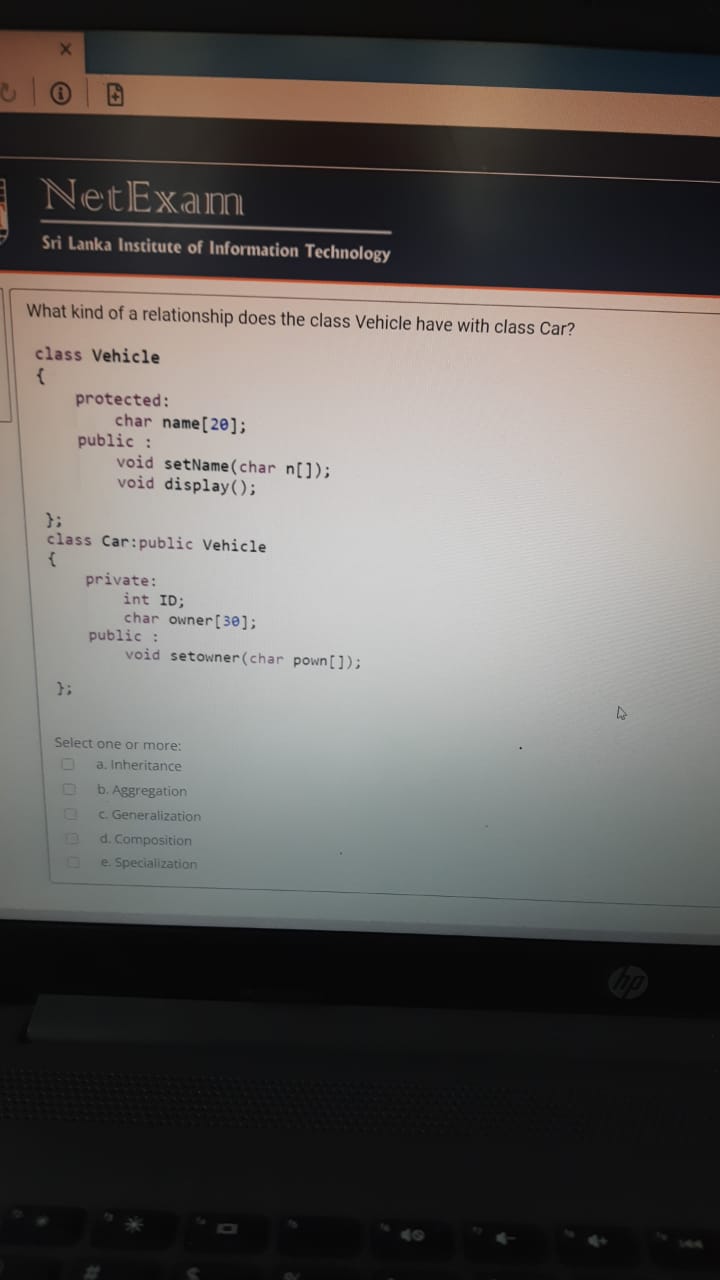 NetExam
Sri Lanka Institute of Information Technology
What kind of a relationship does the class Vehicle have with class Car?
class Vehicle
{
protected:
char name[20];
public :
void setName(char n[]);
void display();
};
class Car:public Vehicle
{
private:
int ID;
char owner[30];
public :
void setowner(char pown[]);
};
Select one or more:
a. Inheritance
b. Aggregation
c. Generalization
d. Composition
e. Specialization
hp